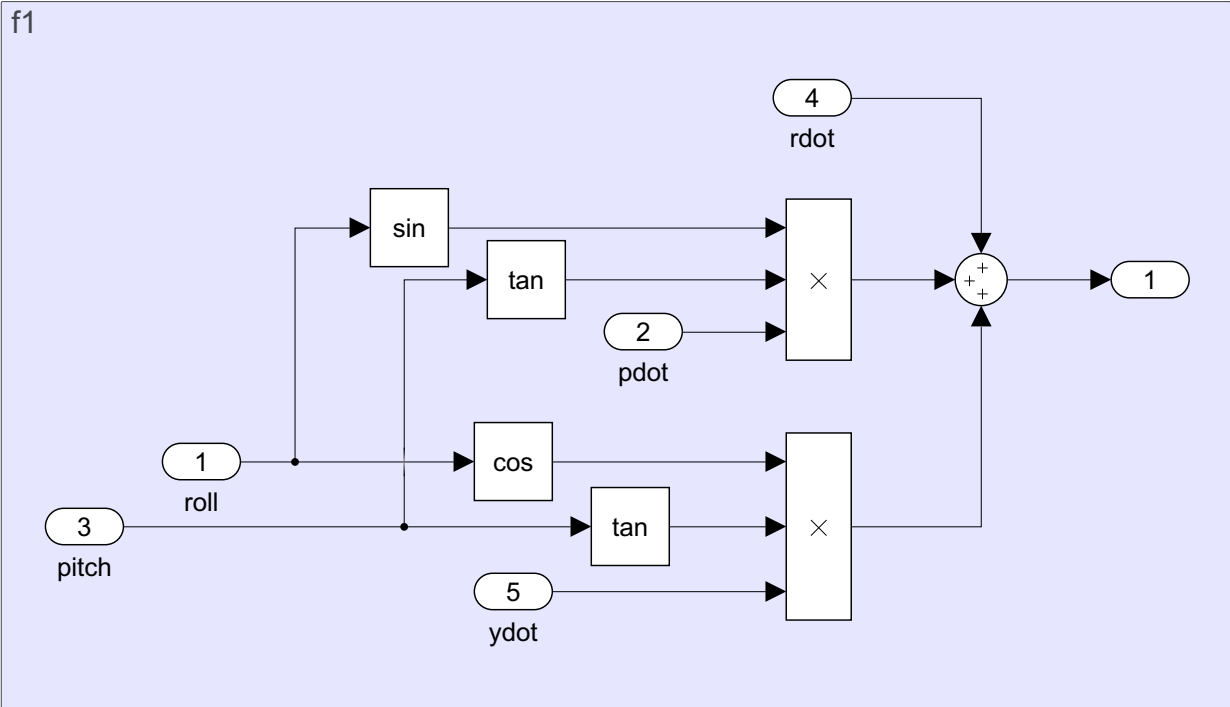 f1
4
rdot
sin
tan
×
+
+
+
1
2
pdot
1
roll
cos
3
pitch
tan
×
5
ydot